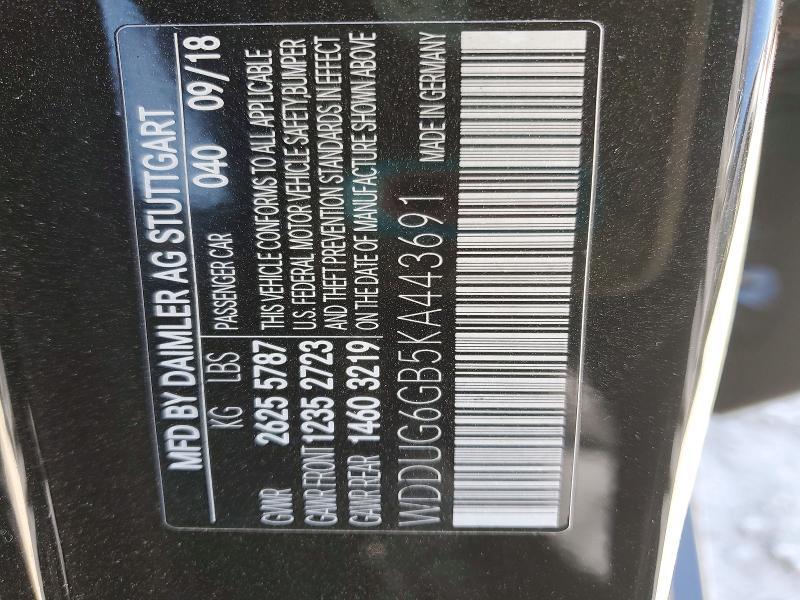 MFD BY DAIMLER AG STUTTGART
KG LBS PASSENGER CAR 040 09/18
GVWR 2625 5787 THIS VEHICLE CONFORMS TO ALL APPLICABLE
GAWR FRONT 1235 2723 U.S. FEDERAL MOTOR VEHICLE SAFETY BUMPER
AND THEFT PREVENTION STANDARDS IN EFFECT
GAWR REAR 1460 3219 ON THE DATE OF MANUFACTURE SHOWN ABOVE
WDDUG6GB5KA443691 MADE IN GERMANY